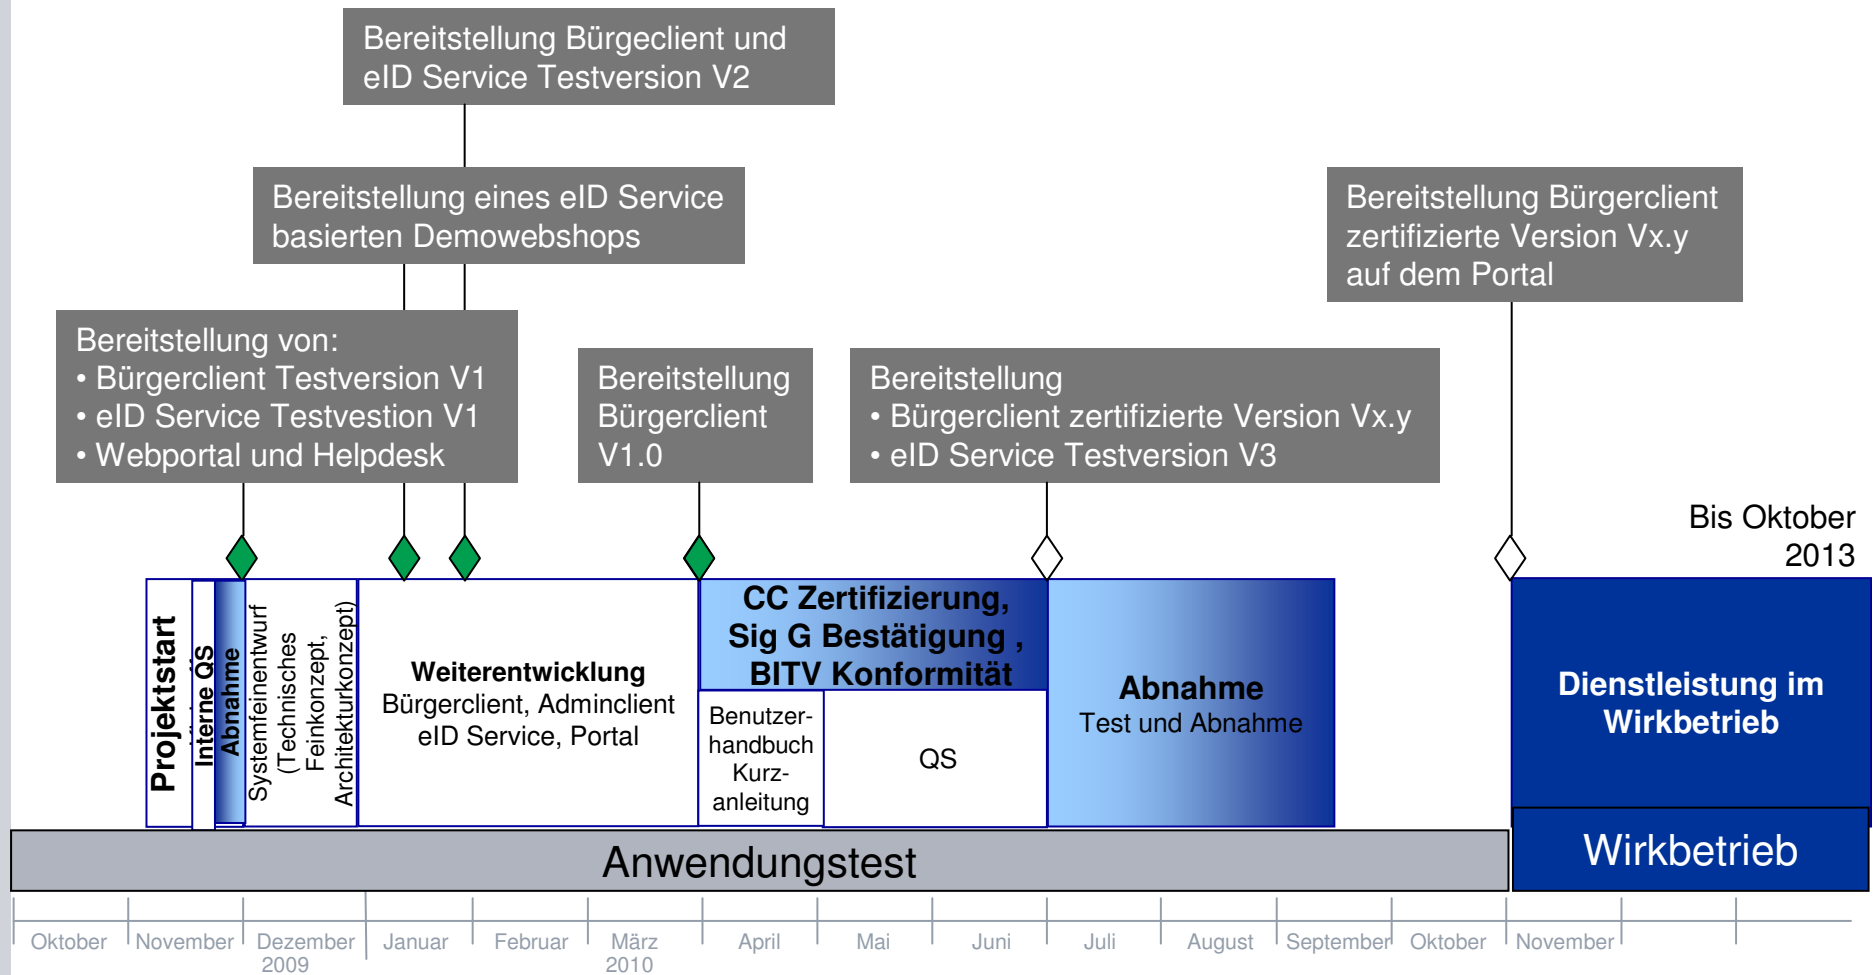 Bereitstellung Bürgeclient und
eID Service Testversion V2
Bereitstellung eines eID Service
basierten Demowebshops
Bereitstellung Bürgerclient
zertifizierte Version Vx.y
auf dem Portal
Bereitstellung von:
• Bürgerclient Testversion V1
• eID Service Testvestion V1
• Webportal und Helpdesk
Bereitstellung
Bürgerclient
V1.0
Bereitstellung
• Bürgerclient zertifizierte Version Vx.y
• eID Service Testversion V3
Bis Oktober
2013
Projektstart
Interne QS
Abnahme
Systemfeinentwurf
(Technisches
Feinkonzept,
Architekturkonzept)
Weiterentwicklung
Bürgerclient, Adminclient
eID Service, Portal
CC Zertifizierung,
Sig G Bestätigung ,
BITV Konformität
Benutzer-
handbuch
Kurz-
anleitung
QS
Abnahme
Test und Abnahme
Dienstleistung im
Wirkbetrieb
Anwendungstest
Wirkbetrieb
Oktober
November
Dezember
2009
Januar
Februar
März
2010
April
Mai
Juni
Juli
August
September
Oktober
November